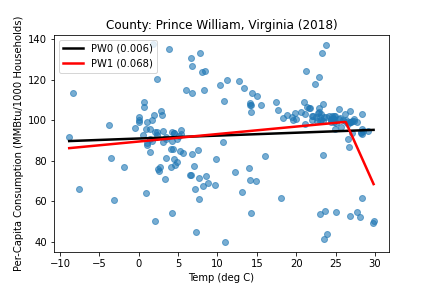 County: Prince William, Virginia (2018)
PW0 (0.006)
PW1 (0.068)
Per-Capita Consumption (MMBtu/1000 Households)
140
120
100
80
60
40
−10 −5 0 5 10 15 20 25 30
Temp (deg C)